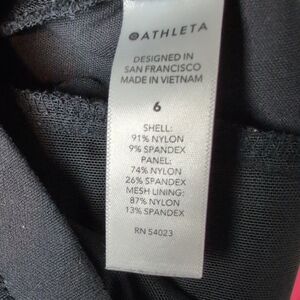 ATHLETA
DESIGNED IN
SAN FRANCISCO
MADE IN VIETNAM
6
SHELL:
91% NYLON
9% SPANDEX
PANEL:
74% NYLON
26% SPANDEX
MESH LINING:
87% NYLON
13% SPANDEX
RN 54023